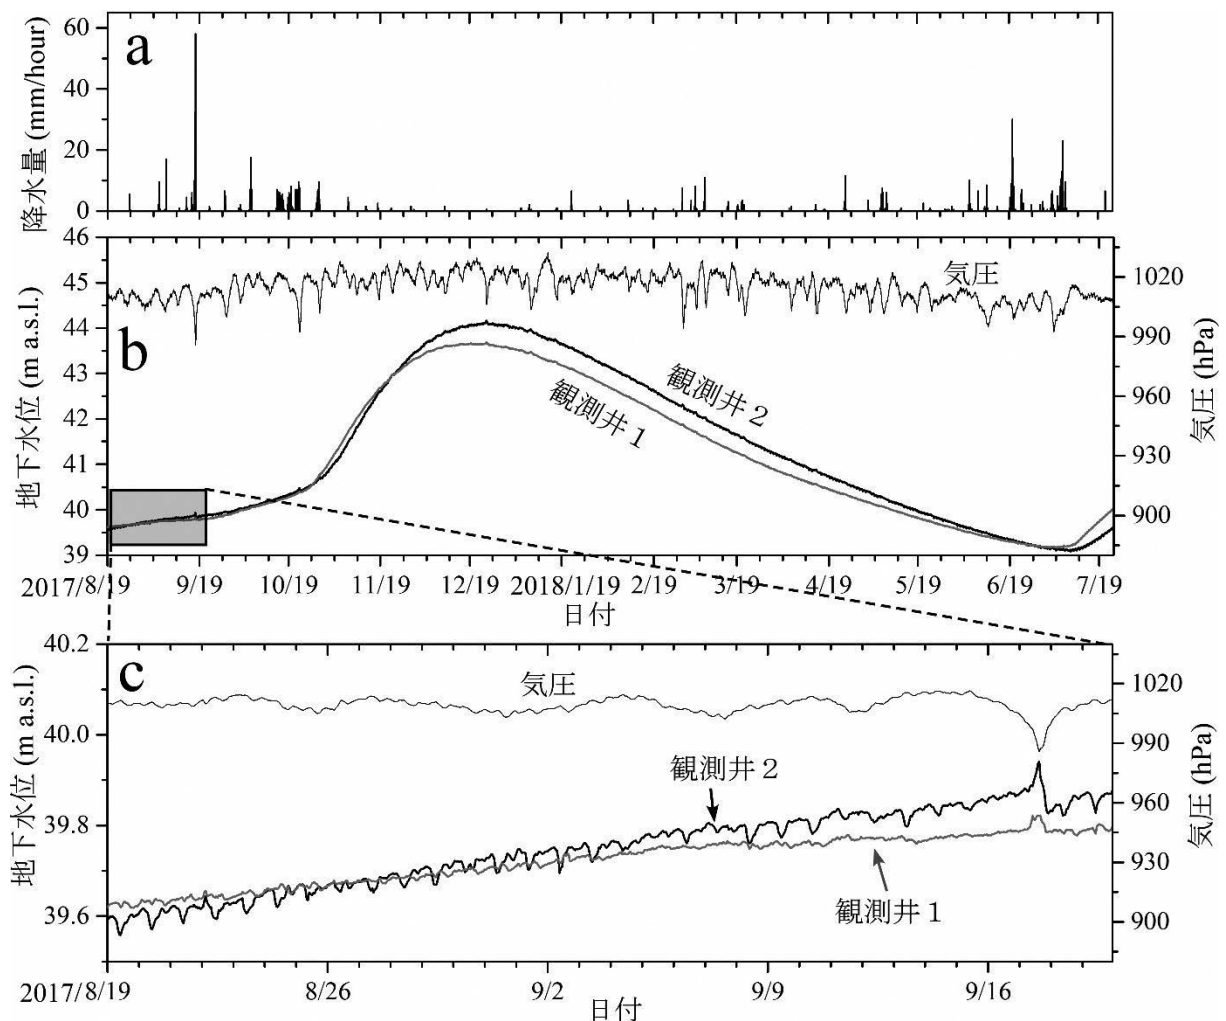 a
降水量 (mm/hour)
60
40
20
0
b
地下水位 (m a.s.l.)
46
45
44
43
42
41
40
39
気圧
観測井2
観測井1
1020
990
960
930
900
気圧 (hPa)
2017/8/19 9/19 10/19 11/19 12/19 2018/1/19 2/19 3/19 4/19 5/19 6/19 7/19
日付
c
地下水位 (m a.s.l.)
40.2
40.0
39.8
39.6
気圧
観測井2
観測井1
1020
990
960
930
900
気圧 (hPa)
2017/8/19 8/26 9/2 9/9 9/16
日付